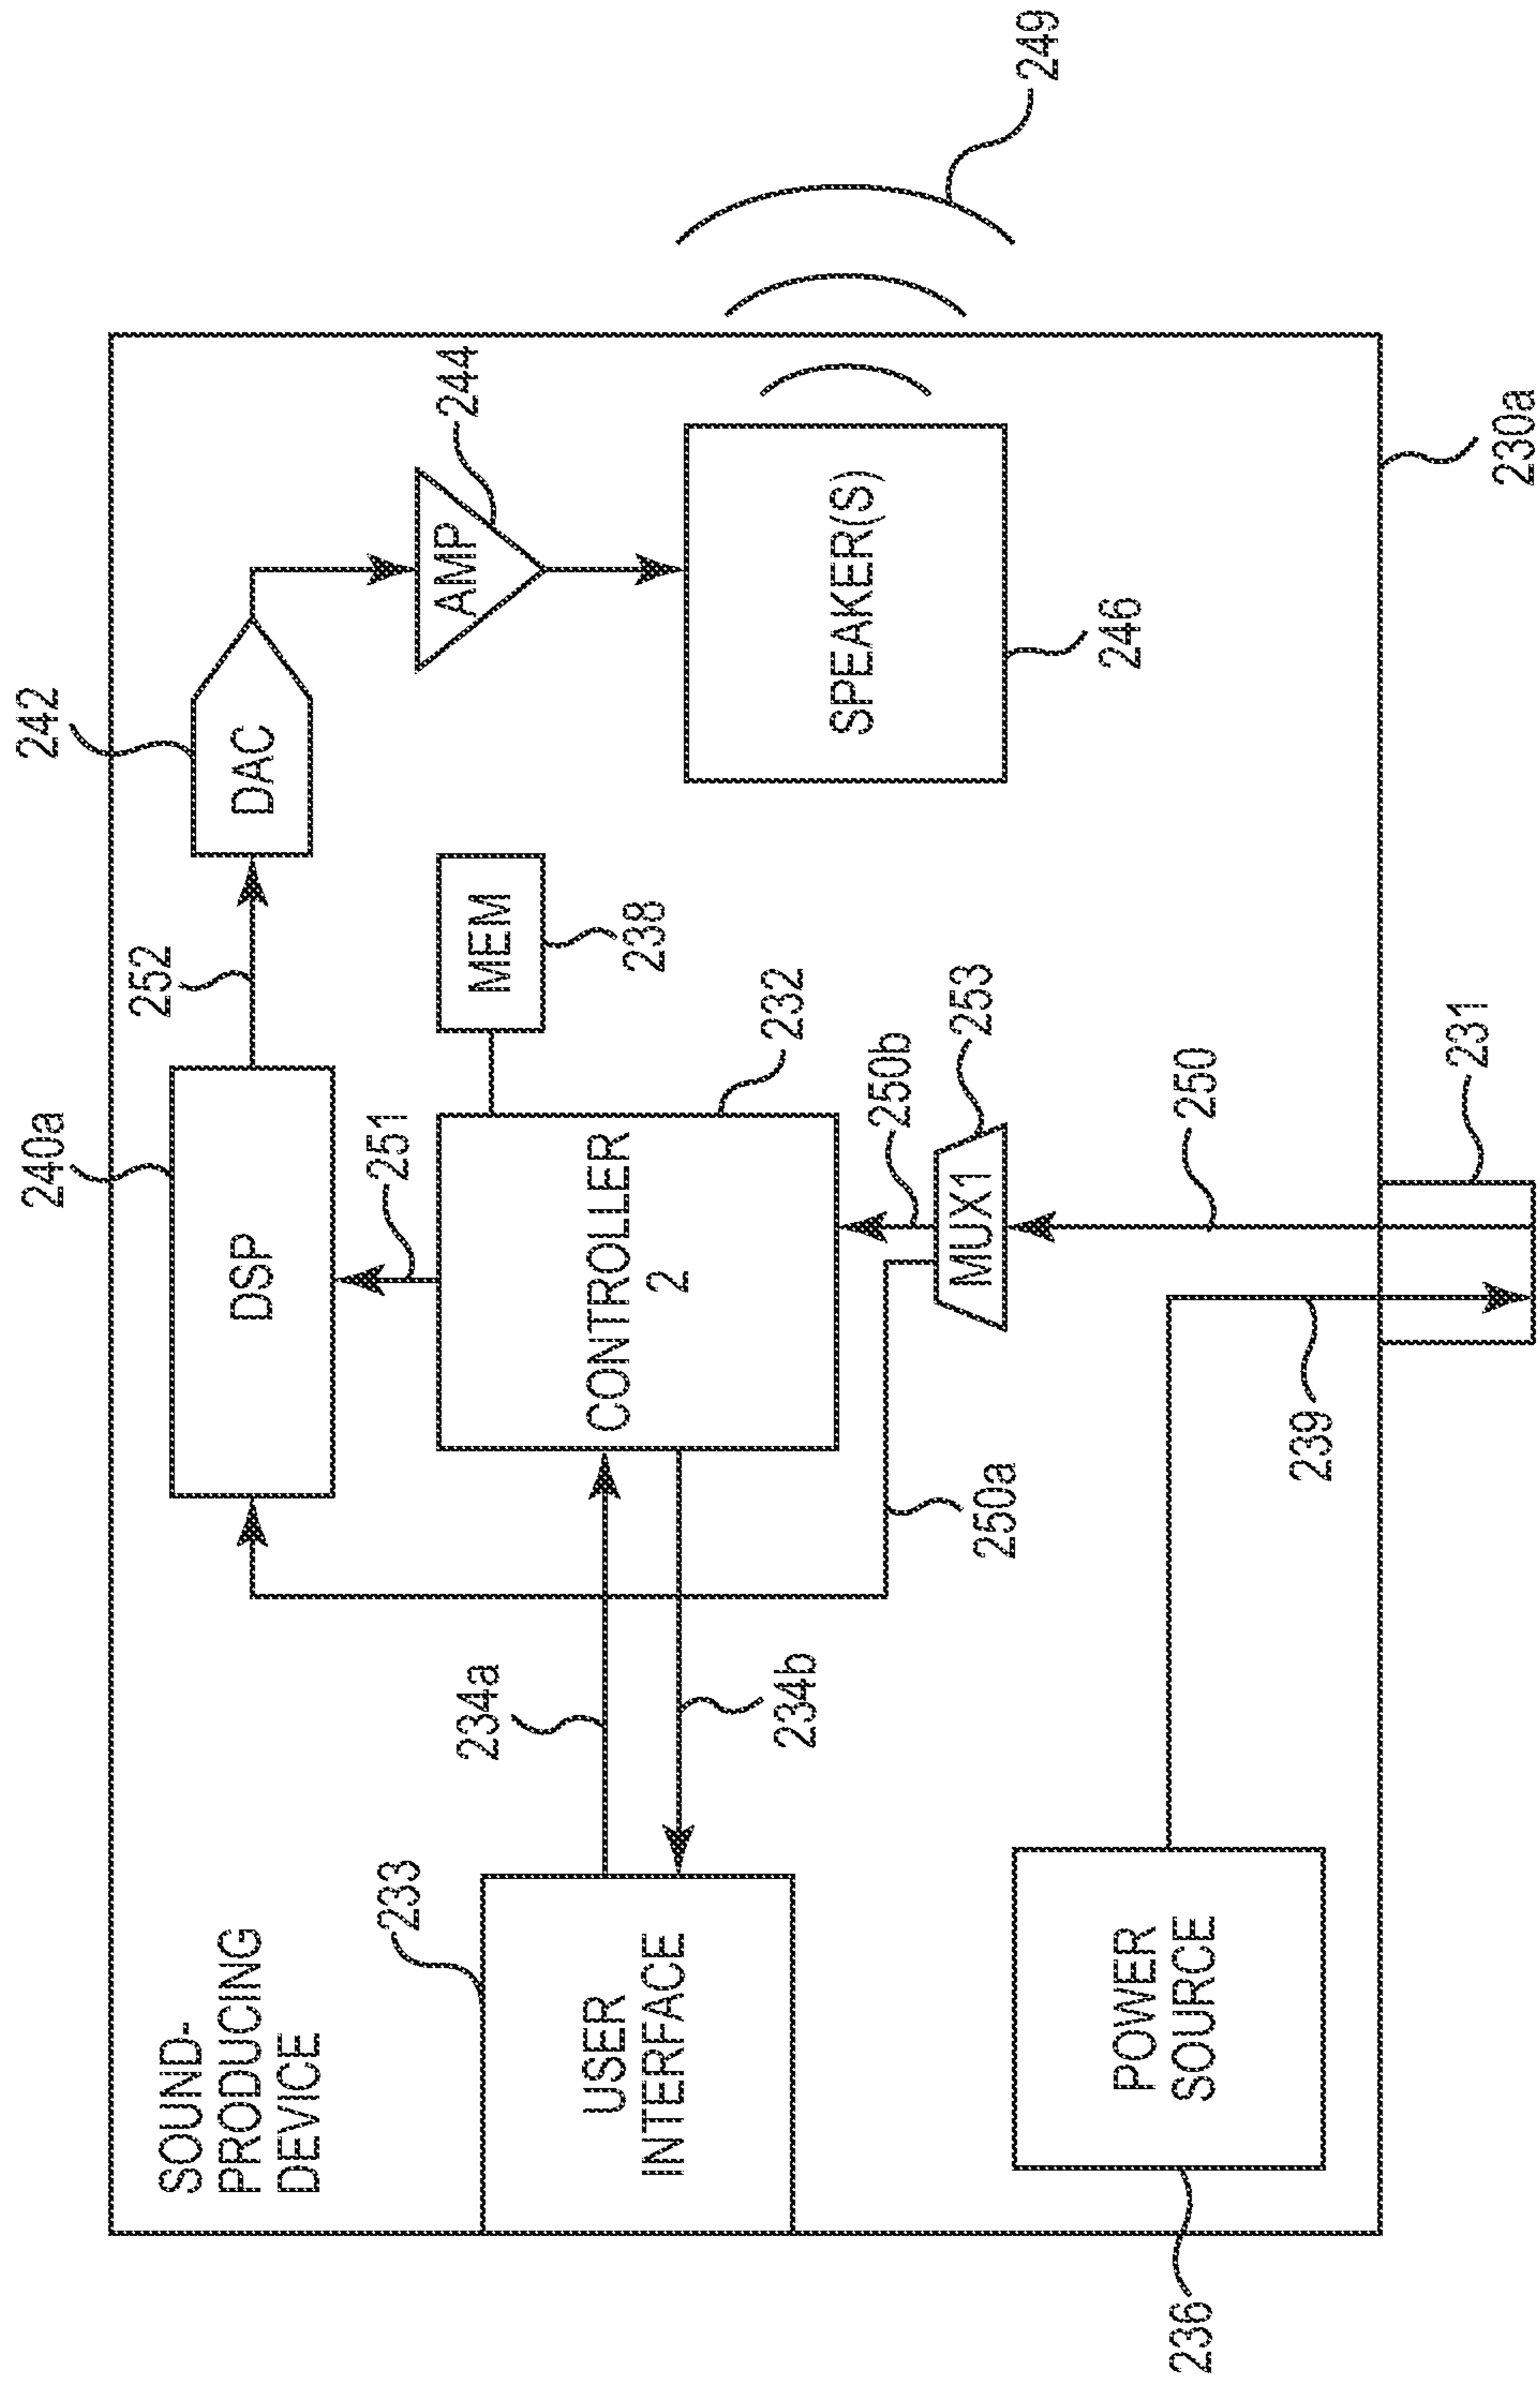 SOUND-
PRODUCING
DEVICE
USER
INTERFACE
233
234a
234b
POWER
SOURCE
236
239
240a
DSP
251
252
CONTROLLER
2
232
MEM
238
250a
250b
MUX1
253
250
231
242
DAC
AMP
244
SPEAKER(S)
246
249
230a